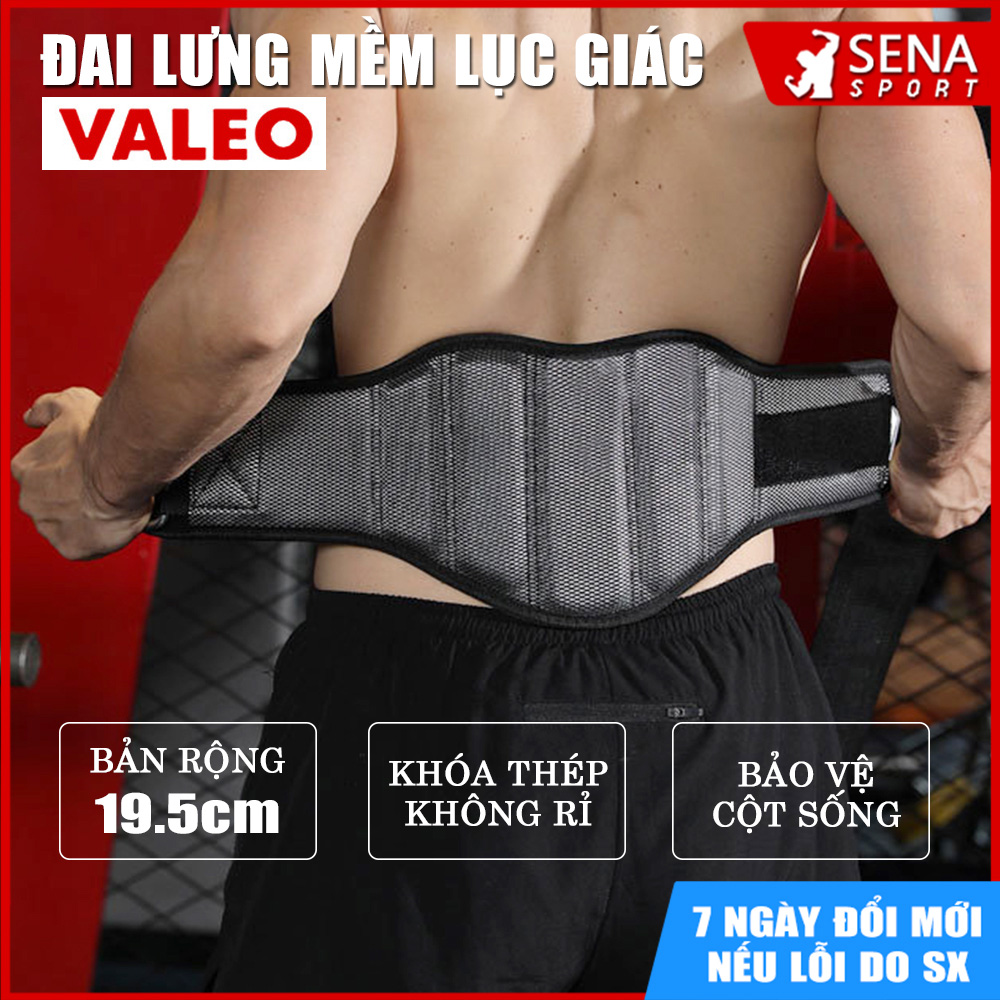 ĐAI LƯNG MỀM LỤC GIÁC
VALEO
SENA
SPORT
BẢN RỘNG
19.5cm
KHÓA THÉP
KHÔNG RỈ
BẢO VỆ
CỘT SỐNG
7 NGÀY ĐỔI MỚI
NẾU LỖI DO SX